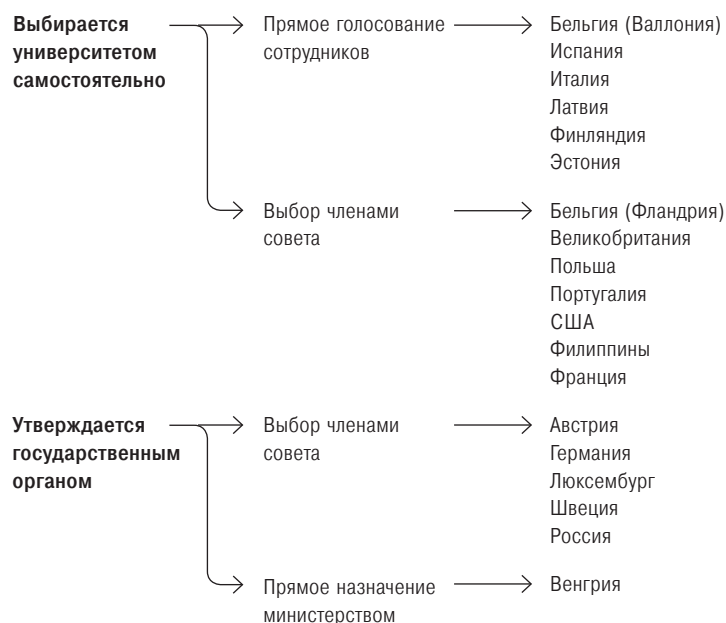 Выбирается
университетом
самостоятельно
Прямое голосование
сотрудников
Бельгия (Валлония)
Испания
Италия
Латвия
Финляндия
Эстония
Выбор членами
совета
Бельгия (Фландрия)
Великобритания
Польша
Португалия
США
Филиппины
Франция
Утверждается
государственным
органом
Выбор членами
совета
Австрия
Германия
Люксембург
Швеция
Россия
Прямое назначение
министерством
Венгрия